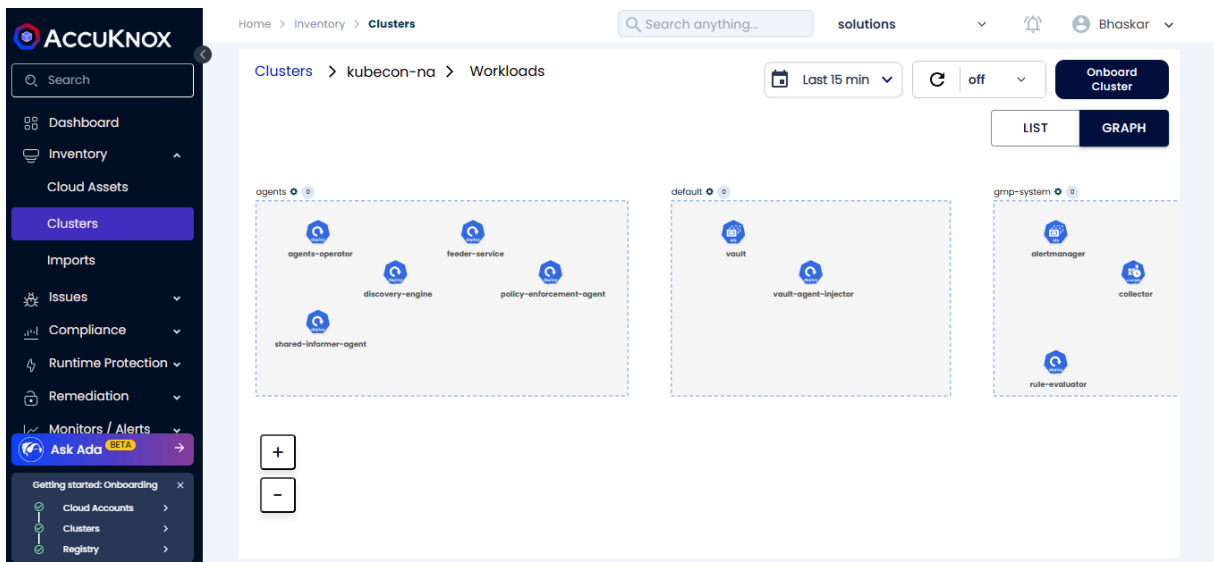 ACCUKNOX
Search
Dashboard
Inventory
Cloud Assets
Clusters
Imports
Issues
Compliance
Runtime Protection
Remediation
Monitors / Alerts
Ask Ada BETA
Getting started: Onboarding
Cloud Accounts
Clusters
Registry
Home > Inventory > Clusters
Search anything...
solutions
Bhaskar
Clusters > kubecon-na > Workloads
Last 15 min
off
Onboard
Cluster
LIST
GRAPH
agents 0
agents-operator
feeder-service
discovery-engine
policy-enforcement-agent
shared-informer-agent
default 0
vault
vault-agent-injector
gmp-system 0
alertmanager
collector
rule-evaluator
+
-